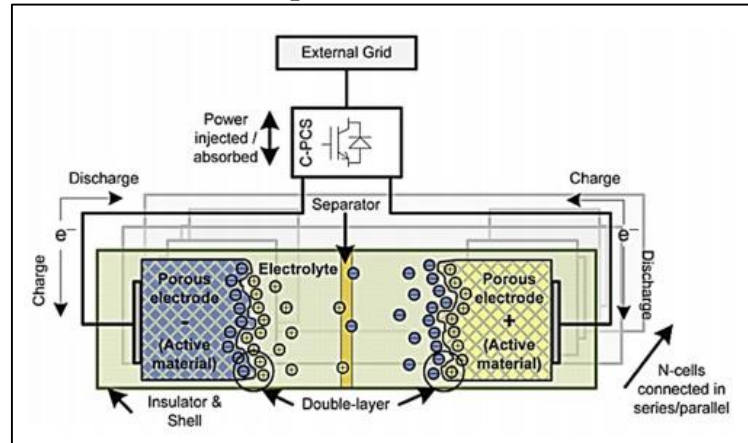 External Grid
Power
injected /
absorbed
C-PCS
Discharge
Charge
Separator
e–
e–
Charge
Discharge
Electrolyte
Porous
electrode
-
(Active
material)
Porous
electrode
+
(Active
material)
Insulator &
Shell
Double-layer
N-cells
connected in
series/parallel